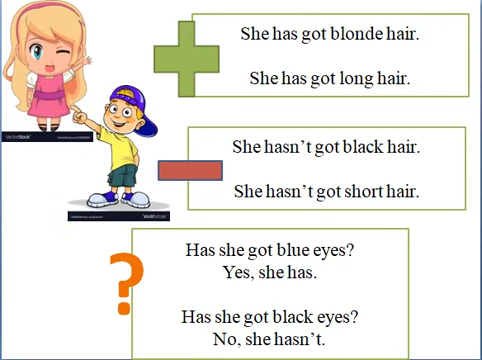 She has got blonde hair.
She has got long hair.
VectorStock
She hasn't got black hair.
She hasn't got short hair.
?
Has she got blue eyes?
Yes, she has.
Has she got black eyes?
No, she hasn't.